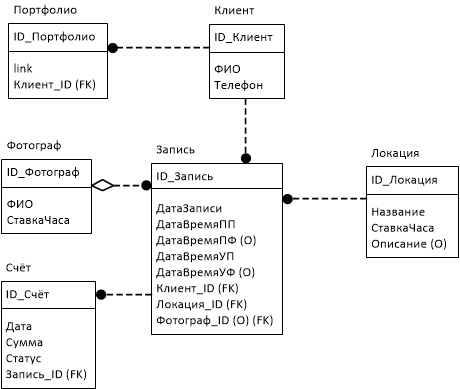 Портфолио
ID_Портфолио
link
Клиент_ID (FK)
Клиент
ID_Клиент
ФИО
Телефон
Фотограф
ID_Фотограф
ФИО
СтавкаЧаса
Запись
ID_Запись
ДатаЗаписи
ДатаВремяПП
ДатаВремяПФ (O)
ДатаВремяУП
ДатаВремяУФ (O)
Клиент_ID (FK)
Локация_ID (FK)
Фотограф_ID (O) (FK)
Локация
ID_Локация
Название
СтавкаЧаса
Описание (O)
Счёт
ID_Счёт
Дата
Сумма
Статус
Запись_ID (FK)